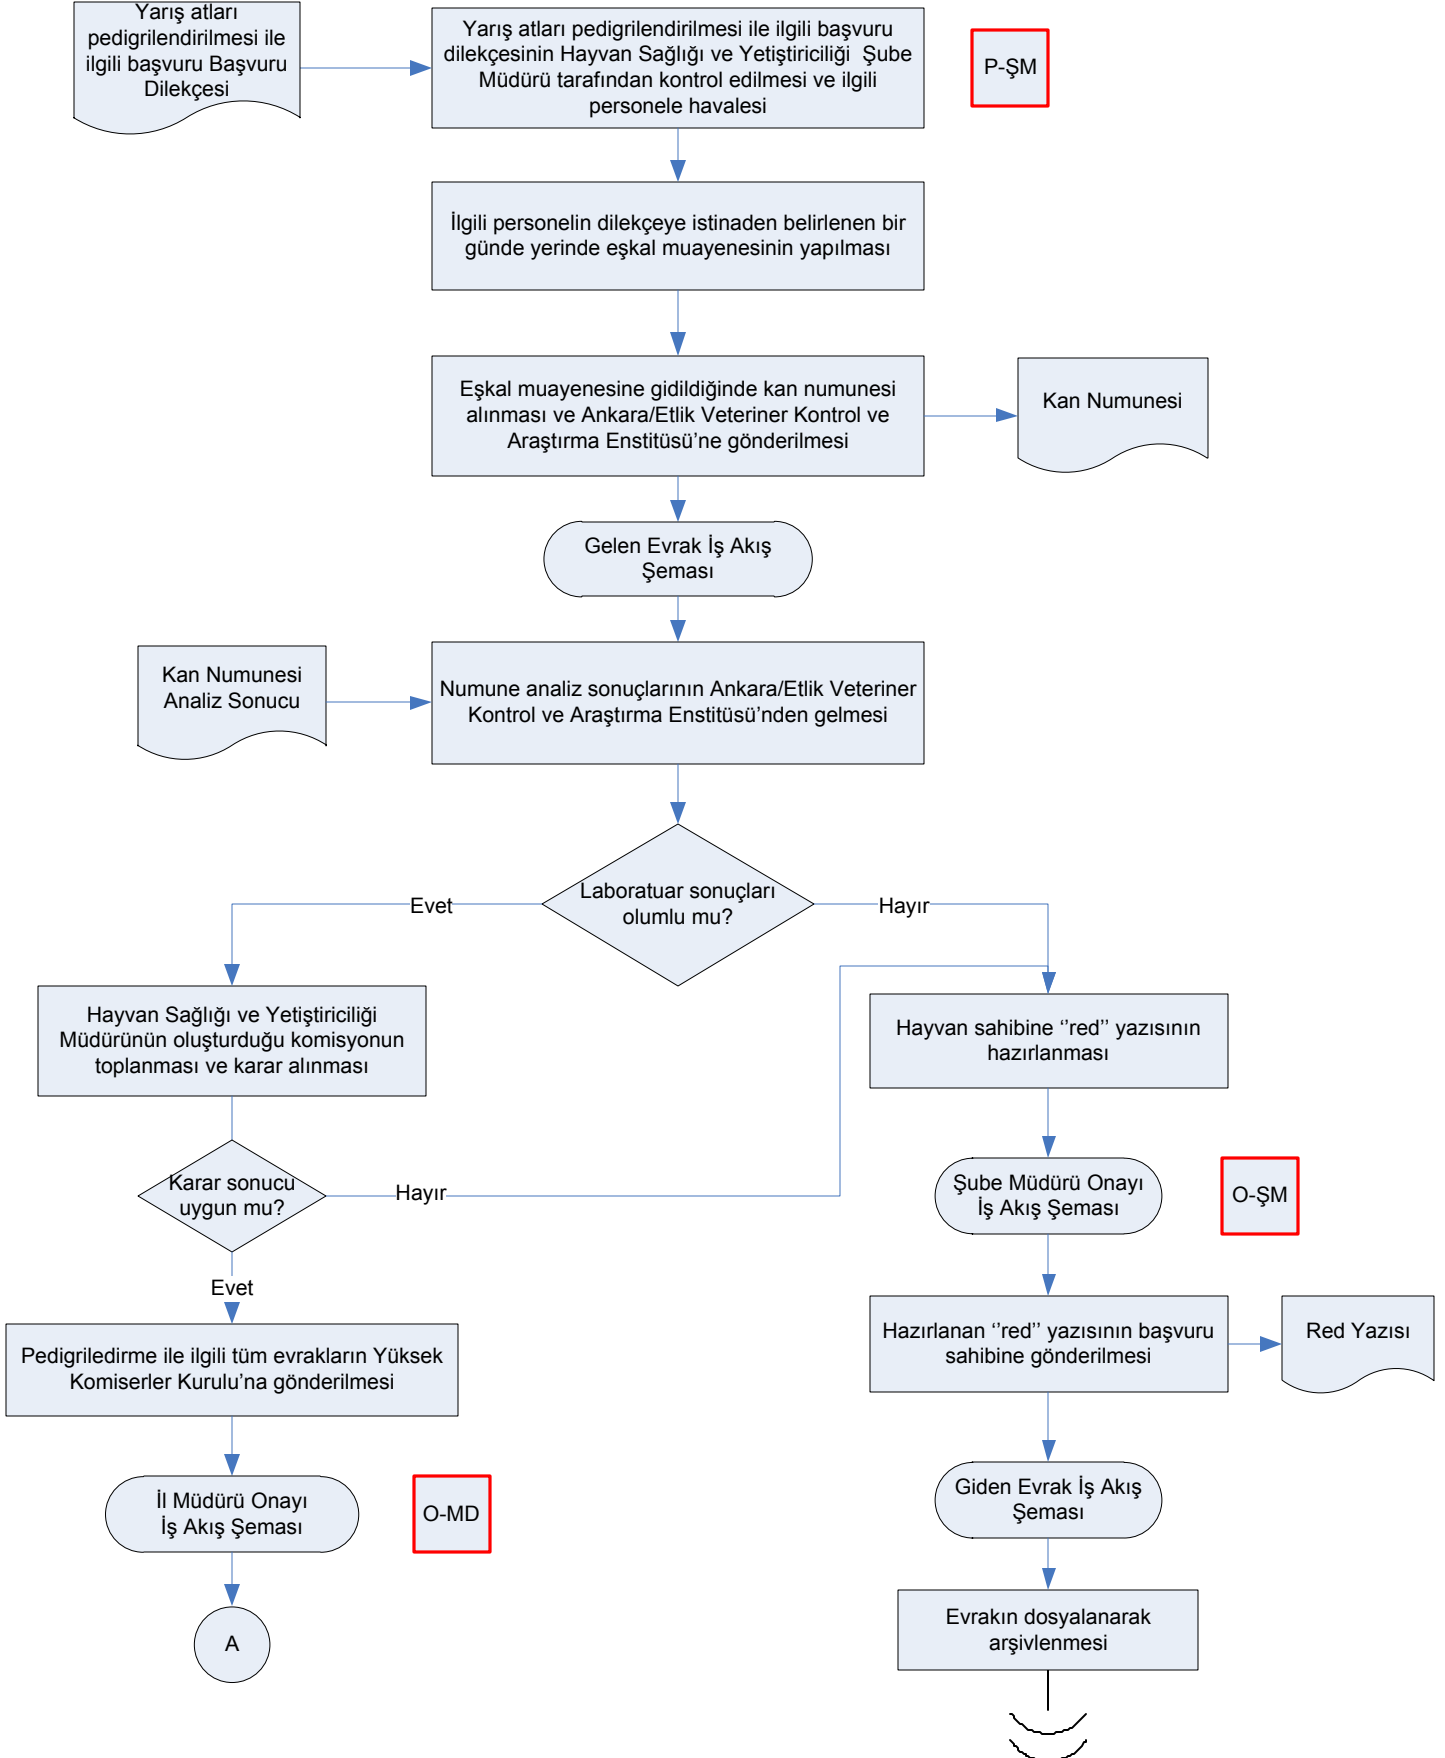 Yarış atları
pedigrilendirilmesi ile
ilgili başvuru Başvuru
Dilekçesi
Yarış atları pedigrilendirilmesi ile ilgili başvuru
dilekçesinin Hayvan Sağlığı ve Yetiştiriciliği Şube
Müdürü tarafından kontrol edilmesi ve ilgili
personele havalesi
P-ŞM
İlgili personelin dilekçeye istinaden belirlenen bir
günde yerinde eşkal muayenesinin yapılması
Eşkal muayenesine gidildiğinde kan numunesi
alınması ve Ankara/Etlik Veteriner Kontrol ve
Araştırma Enstitüsü’ne gönderilmesi
Kan Numunesi
Gelen Evrak İş Akış
Şeması
Kan Numunesi
Analiz Sonucu
Numune analiz sonuçlarının Ankara/Etlik Veteriner
Kontrol ve Araştırma Enstitüsü’nden gelmesi
Laboratuar sonuçları
olumlu mu?
Evet
Hayır
Hayvan Sağlığı ve Yetiştiriciliği
Müdürünün oluşturduğu komisyonun
toplanması ve karar alınması
Hayvan sahibine ‘’red’’ yazısının
hazırlanması
Karar sonucu
uygun mu?
Hayır
Evet
Şube Müdürü Onayı
İş Akış Şeması
O-ŞM
Pedigriledirme ile ilgili tüm evrakların Yüksek
Komiserler Kurulu’na gönderilmesi
Hazırlanan ‘’red’’ yazısının başvuru
sahibine gönderilmesi
Red Yazısı
İl Müdürü Onayı
İş Akış Şeması
O-MD
Giden Evrak İş Akış
Şeması
A
Evrakın dosyalanarak
arşivlenmesi